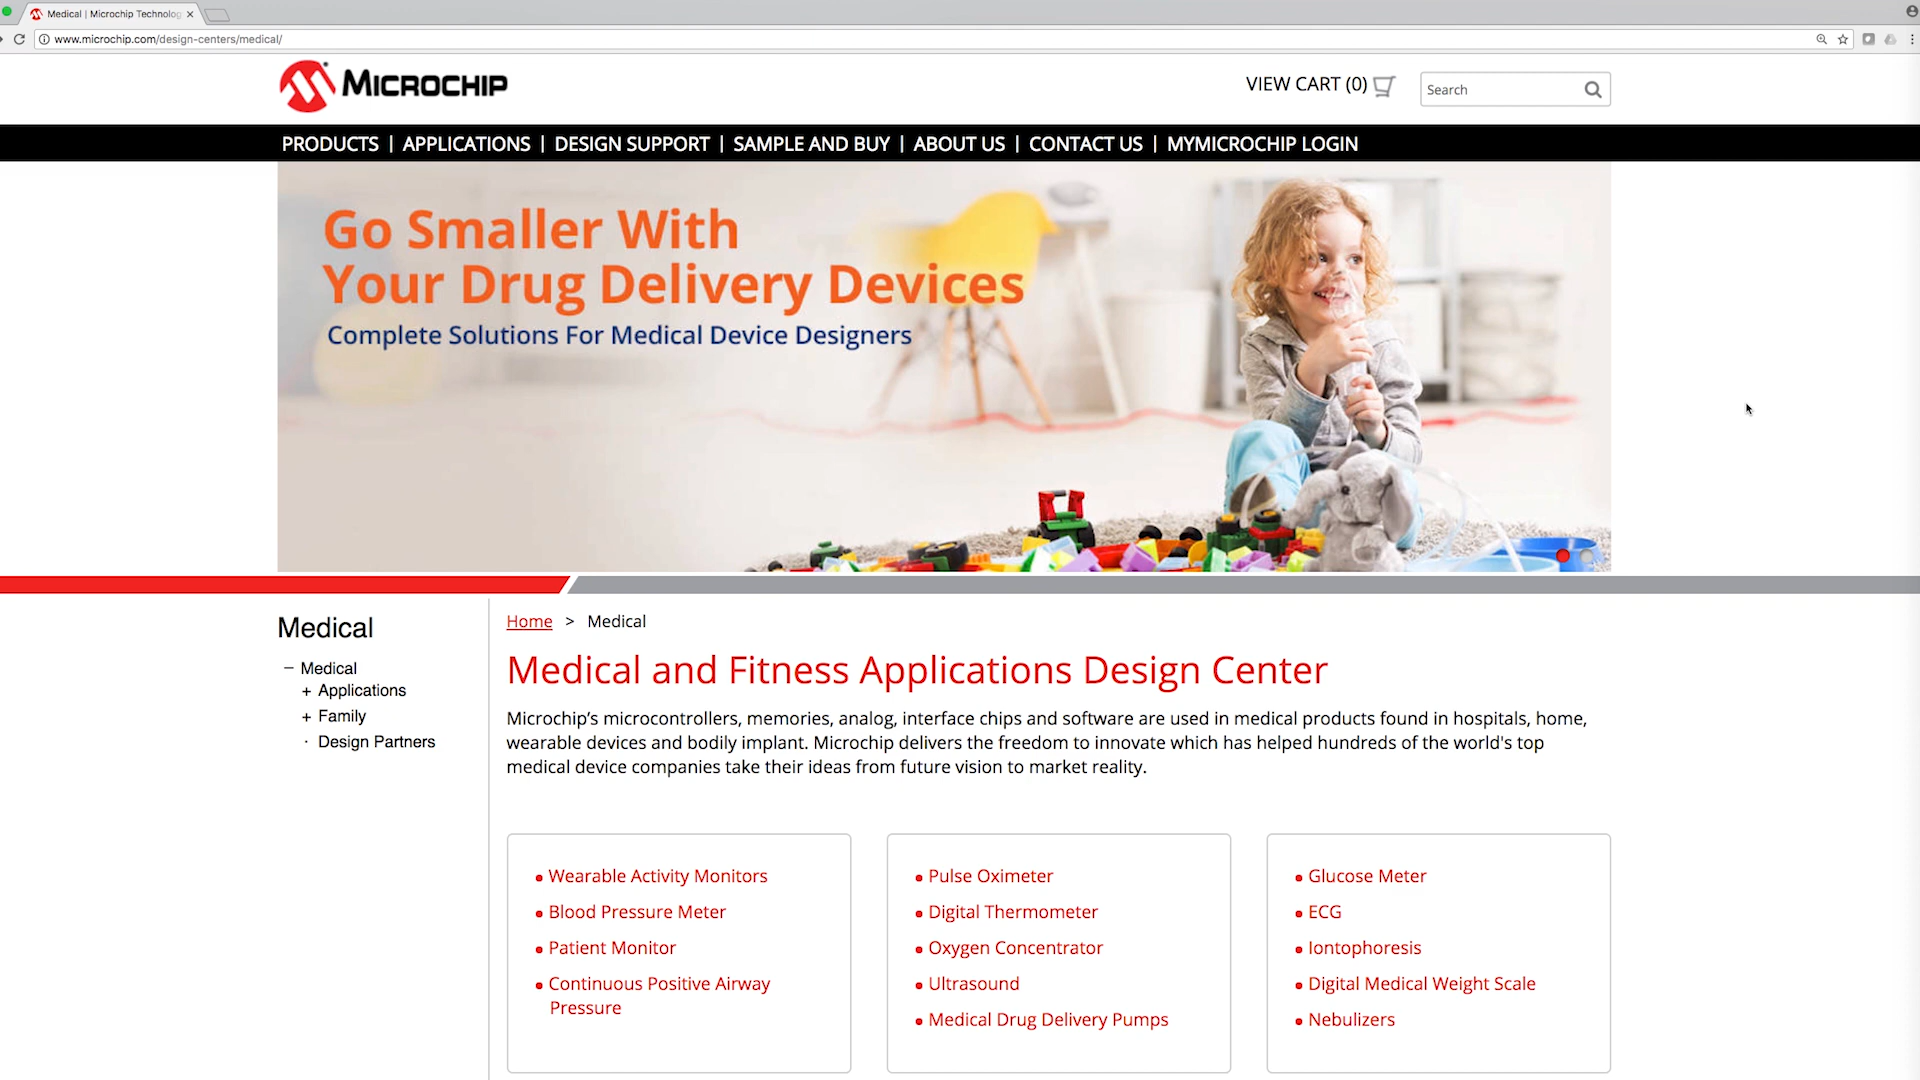 Medical | Microchip Technolog
www.microchip.com/design-centers/medical/
MICROCHIP
VIEW CART (0)
Search
PRODUCTS | APPLICATIONS | DESIGN SUPPORT | SAMPLE AND BUY | ABOUT US | CONTACT US | MYMICROCHIP LOGIN
Go Smaller With
Your Drug Delivery Devices
Complete Solutions For Medical Device Designers
Medical
− Medical
+ Applications
+ Family
· Design Partners
Home > Medical
Medical and Fitness Applications Design Center
Microchip’s microcontrollers, memories, analog, interface chips and software are used in medical products found in hospitals, home,
wearable devices and bodily implant. Microchip delivers the freedom to innovate which has helped hundreds of the world's top
medical device companies take their ideas from future vision to market reality.
• Wearable Activity Monitors
• Blood Pressure Meter
• Patient Monitor
• Continuous Positive Airway
Pressure
• Pulse Oximeter
• Digital Thermometer
• Oxygen Concentrator
• Ultrasound
• Medical Drug Delivery Pumps
• Glucose Meter
• ECG
• Iontophoresis
• Digital Medical Weight Scale
• Nebulizers